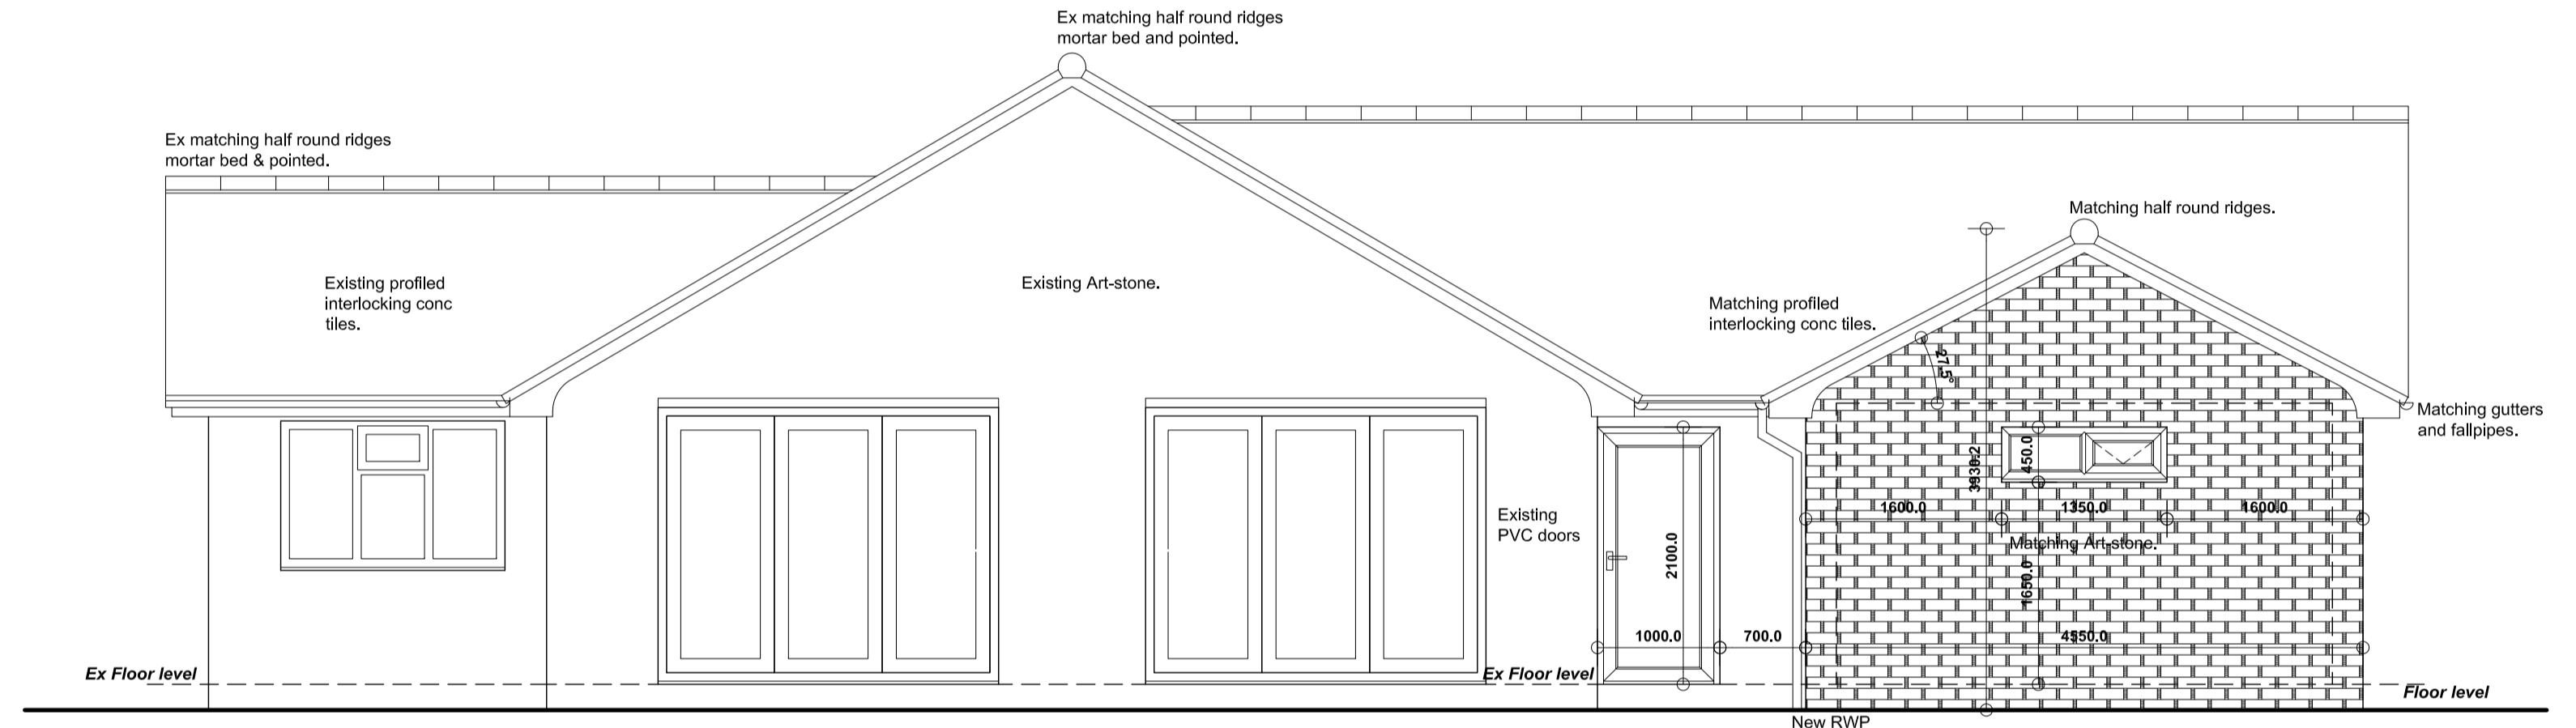 Ex matching half round ridges
mortar bed and pointed.
Ex matching half round ridges
mortar bed & pointed.
Matching half round ridges.
Existing profiled
interlocking conc
tiles.
Existing Art-stone.
Matching profiled
interlocking conc tiles.
27.5°
Matching gutters
and fallpipes.
3930.2
450.0
1600.0
1350.0
1600.0
Existing
PVC doors
Matching Art-stone.
2100.0
1650.0
1000.0
700.0
4550.0
Ex Floor level
Ex Floor level
Floor level
New RWP